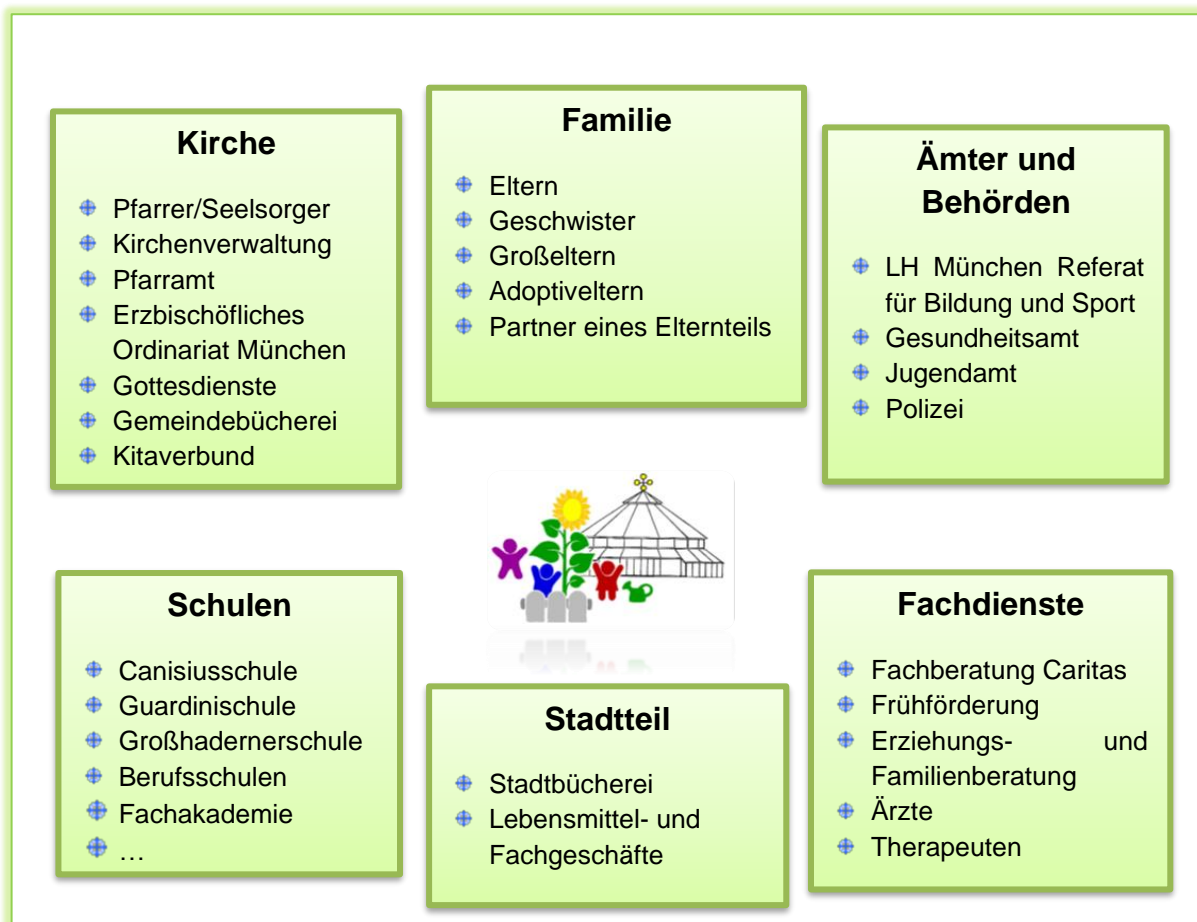 Kirche
Pfarrer/Seelsorger
Kirchenverwaltung
Pfarramt
Erzbischöfliches
Ordinariat München
Gottesdienste
Gemeindebücherei
Kitaverbund
Familie
Eltern
Geschwister
Großeltern
Adoptiveltern
Partner eines Elternteils
Ämter und
Behörden
LH München Referat
für Bildung und Sport
Gesundheitsamt
Jugendamt
Polizei
Schulen
Canisiusschule
Guardinischule
Großhadernerschule
Berufsschulen
Fachakademie
…
Stadtteil
Stadtbücherei
Lebensmittel- und
Fachgeschäfte
Fachdienste
Fachberatung Caritas
Frühförderung
Erziehungs- und
Familienberatung
Ärzte
Therapeuten